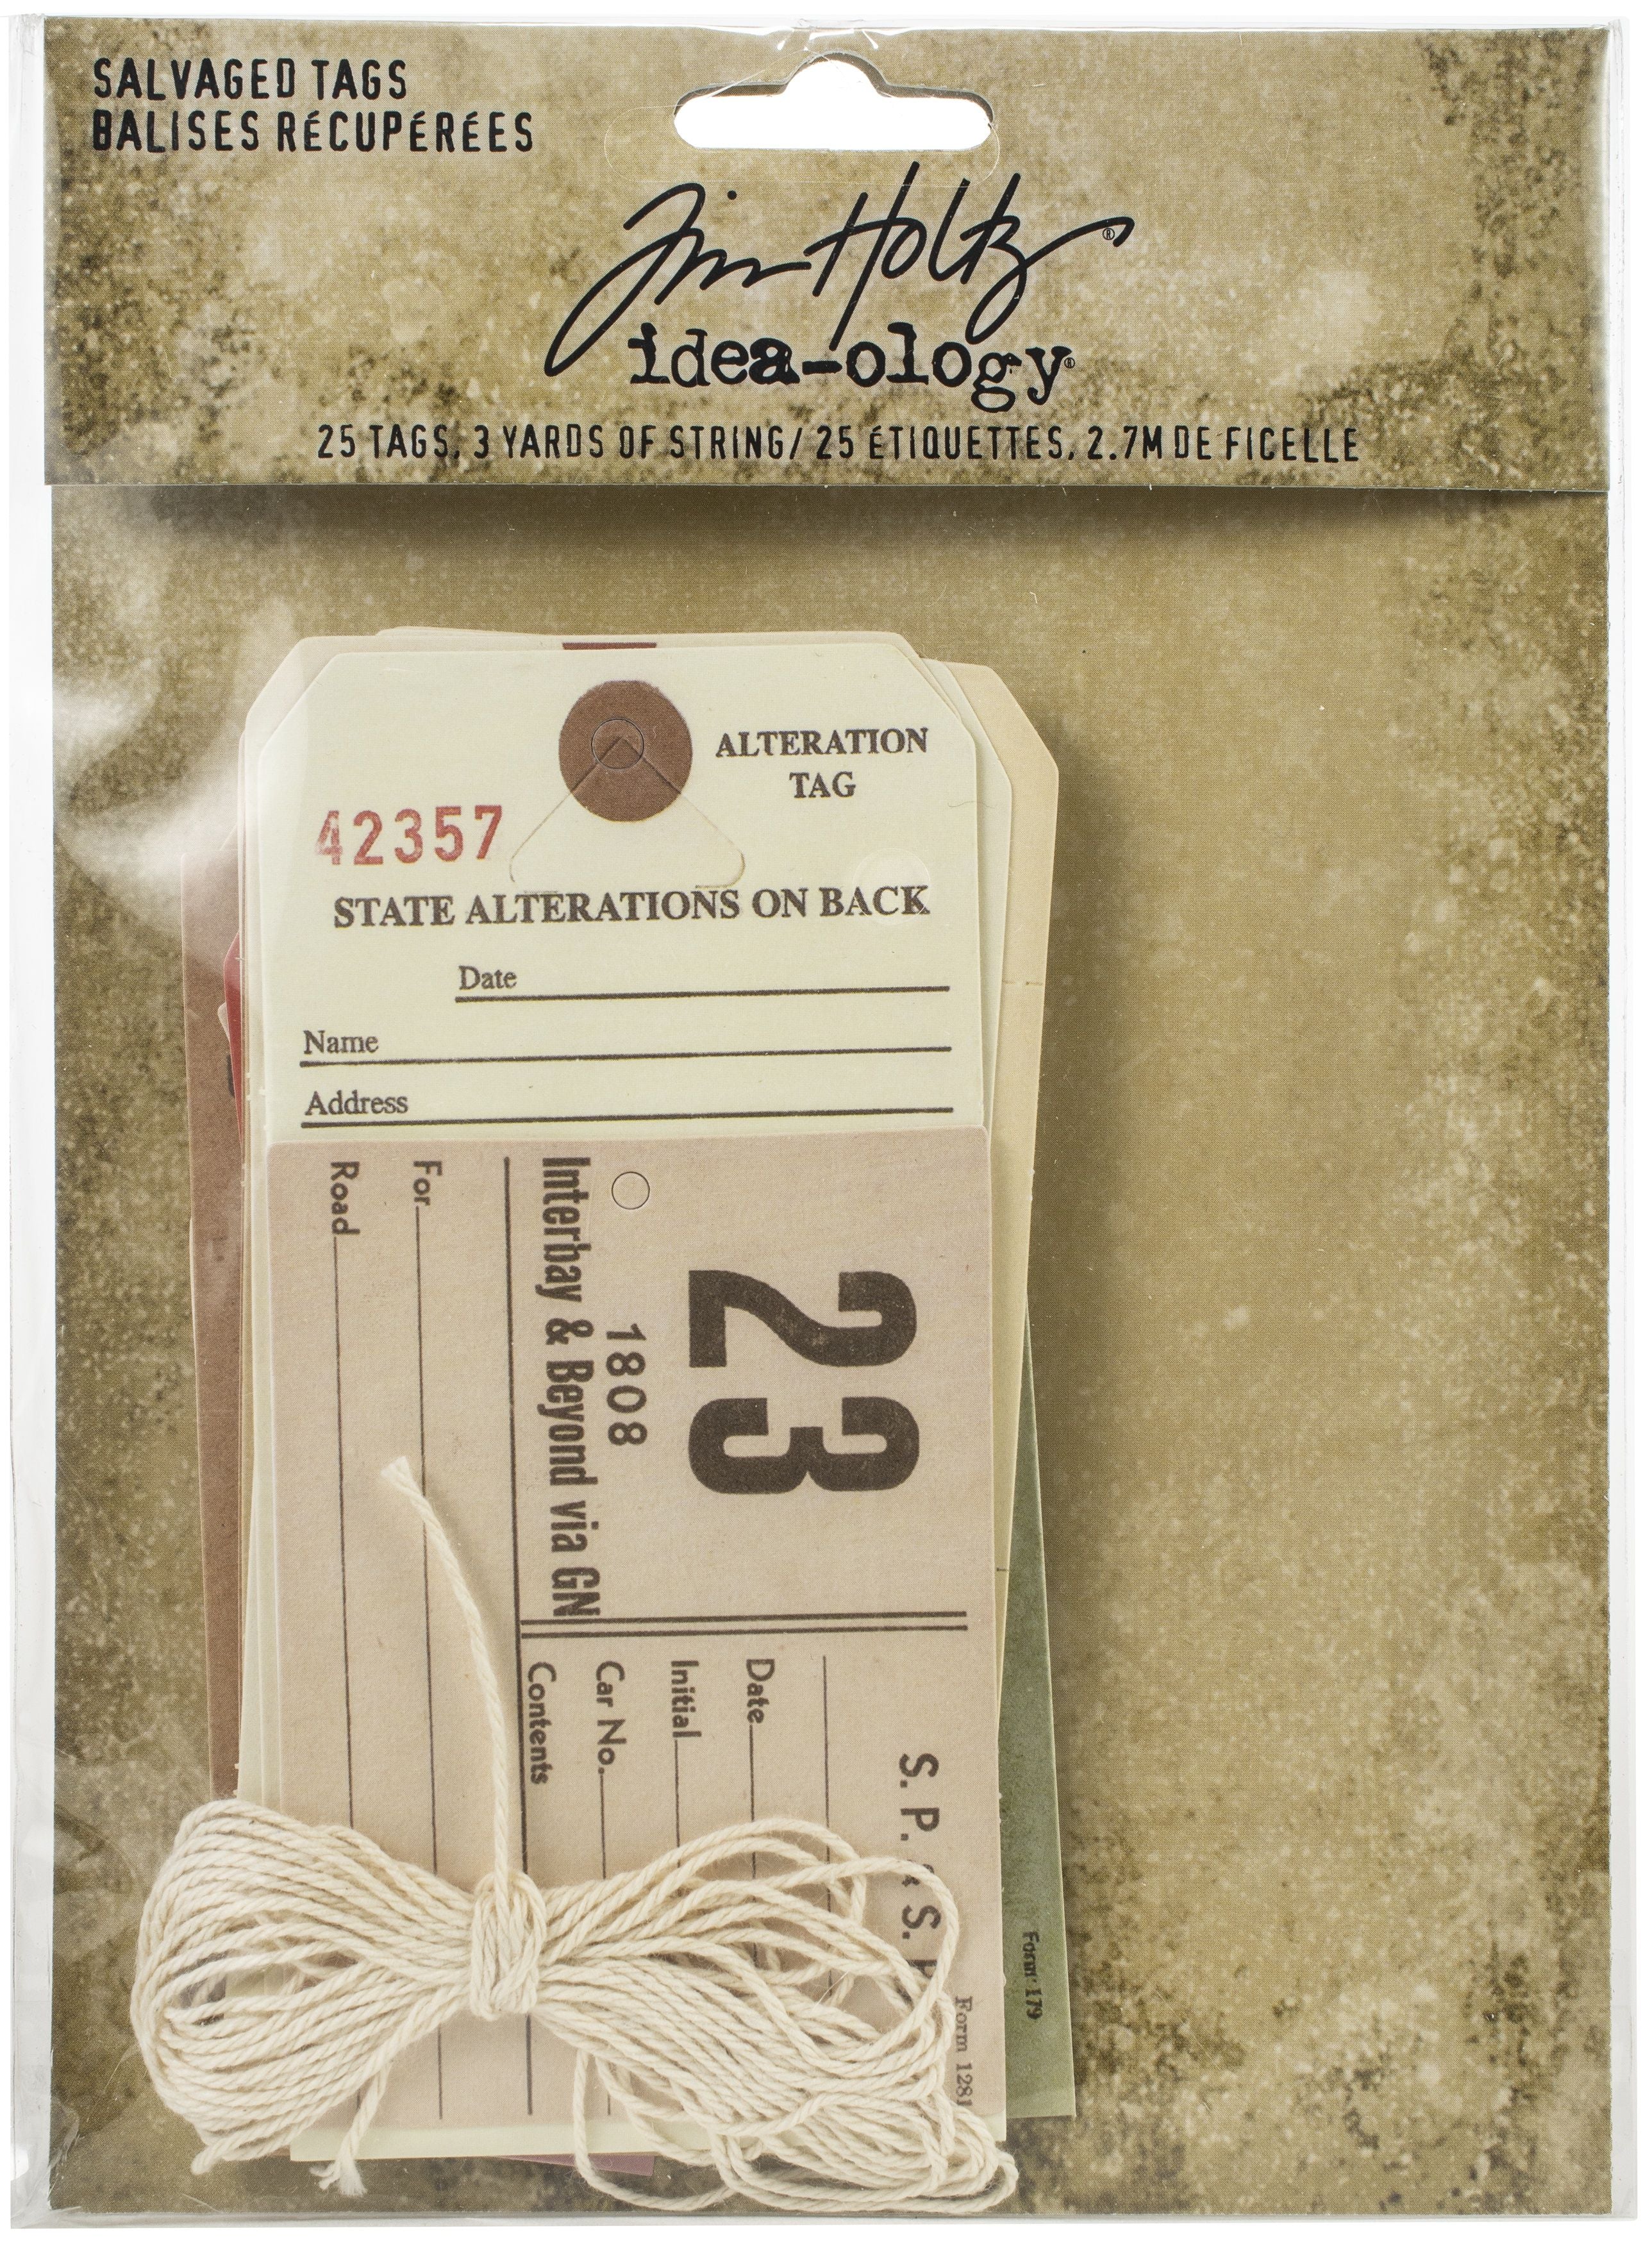 SALVAGED TAGS
BALISES RÉCUPÉRÉES
Tim Holtz®
idea-ology®
25 TAGS, 3 YARDS OF STRING/ 25 ÉTIQUETTES, 2.7M DE FICELLE
ALTERATION
TAG
42357
STATE ALTERATIONS ON BACK
Date
Name
Address
23
1808
Interbay & Beyond via GN
For
Road
S. P. & S.
Date
Initial
Car No.
Contents
Form 1281
Form 179